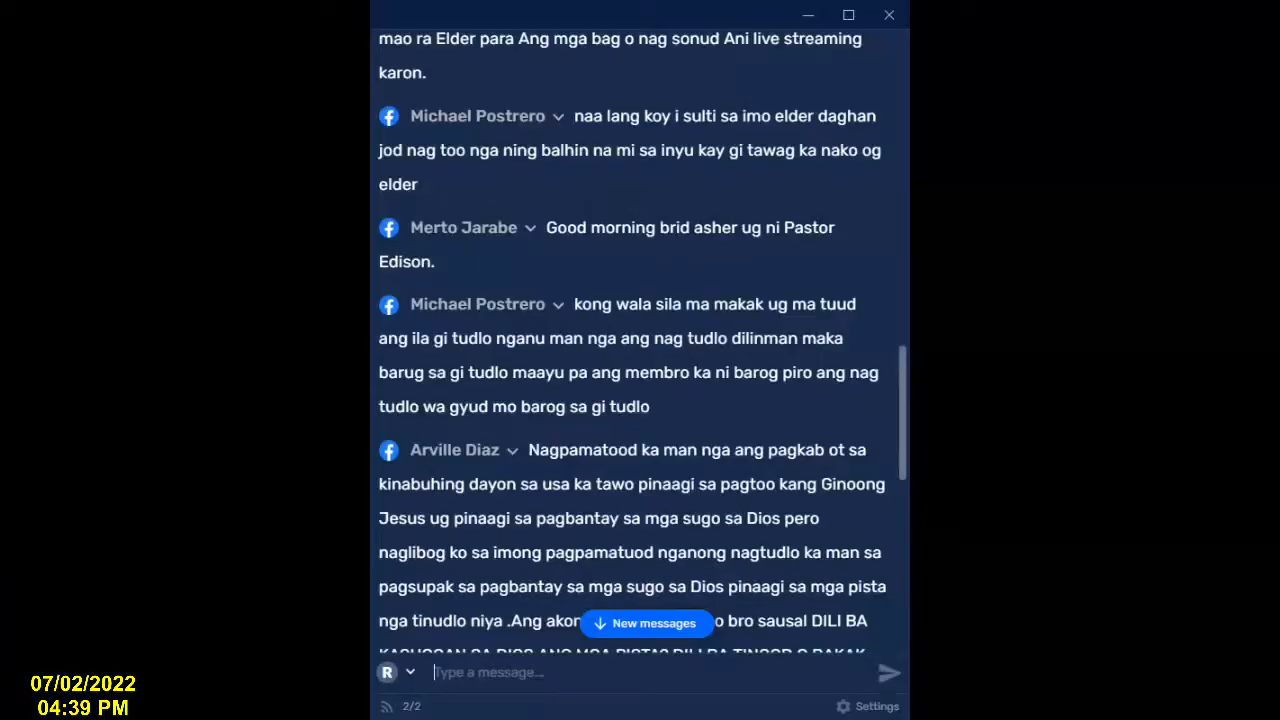 mao ra Elder para Ang mga bag o nag sonud Ani live streaming
karon.
Michael Postrero naa lang koy i sulti sa imo elder daghan
jod nag too nga ning balhin na mi sa inyu kay gi tawag ka nako og
elder
Merto Jarabe Good morning brid asher ug ni Pastor
Edison.
Michael Postrero kong wala sila ma makak ug ma tuud
ang ila gi tudlo nganu man nga ang nag tudlo dilinman maka
barug sa gi tudlo maayu pa ang membro ka ni barog piro ang nag
tudlo wa gyud mo barog sa gi tudlo
Arville Diaz Nagpamatood ka man nga ang pagkab ot sa
kinabuhing dayon sa usa ka tawo pinaagi sa pagtoo kang Ginoong
Jesus ug pinaagi sa pagbantay sa mga sugo sa Dios pero
naglibog ko sa imong pagpamatuod nganong nagtudlo ka man sa
pagsupak sa pagbantay sa mga sugo sa Dios pinaagi sa mga pista
nga tinudlo niya .Ang akon o bro sausal DILI BA
New messages
R Type a message...
2/2 Settings
07/02/2022
04:39 PM